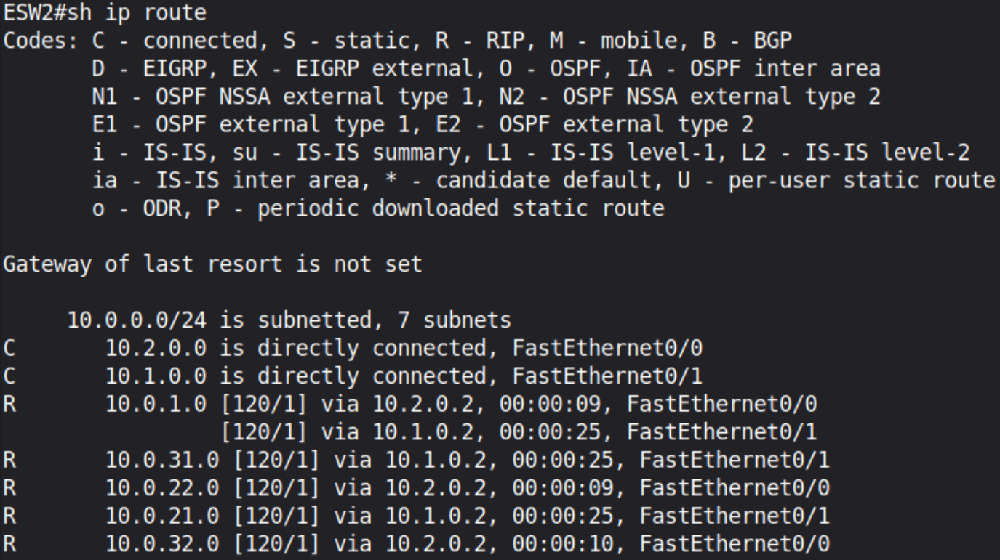 ESW2#sh ip route
Codes: C - connected, S - static, R - RIP, M - mobile, B - BGP
       D - EIGRP, EX - EIGRP external, O - OSPF, IA - OSPF inter area
       N1 - OSPF NSSA external type 1, N2 - OSPF NSSA external type 2
       E1 - OSPF external type 1, E2 - OSPF external type 2
       i - IS-IS, su - IS-IS summary, L1 - IS-IS level-1, L2 - IS-IS level-2
       ia - IS-IS inter area, * - candidate default, U - per-user static route
       o - ODR, P - periodic downloaded static route

Gateway of last resort is not set

     10.0.0.0/24 is subnetted, 7 subnets
C       10.2.0.0 is directly connected, FastEthernet0/0
C       10.1.0.0 is directly connected, FastEthernet0/1
R       10.0.1.0 [120/1] via 10.2.0.2, 00:00:09, FastEthernet0/0
                 [120/1] via 10.1.0.2, 00:00:25, FastEthernet0/1
R       10.0.31.0 [120/1] via 10.1.0.2, 00:00:25, FastEthernet0/1
R       10.0.22.0 [120/1] via 10.2.0.2, 00:00:09, FastEthernet0/0
R       10.0.21.0 [120/1] via 10.1.0.2, 00:00:25, FastEthernet0/1
R       10.0.32.0 [120/1] via 10.2.0.2, 00:00:10, FastEthernet0/0